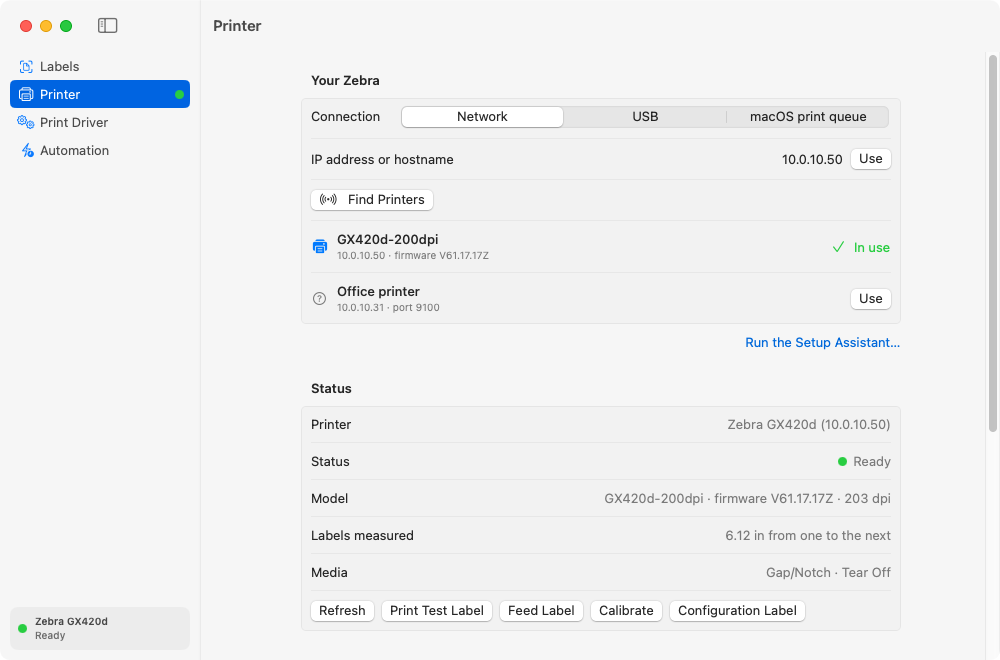 Printer
Labels
Printer
Print Driver
Automation
Your Zebra
Connection Network USB macOS print queue
IP address or hostname 10.0.10.50 Use
Find Printers
GX420d-200dpi
10.0.10.50 · firmware V61.17.17Z
In use
Office printer
10.0.10.31 · port 9100
Use
Run the Setup Assistant...
Status
Printer Zebra GX420d (10.0.10.50)
Status Ready
Model GX420d-200dpi · firmware V61.17.17Z · 203 dpi
Labels measured 6.12 in from one to the next
Media Gap/Notch · Tear Off
Refresh Print Test Label Feed Label Calibrate Configuration Label
Zebra GX420d
Ready